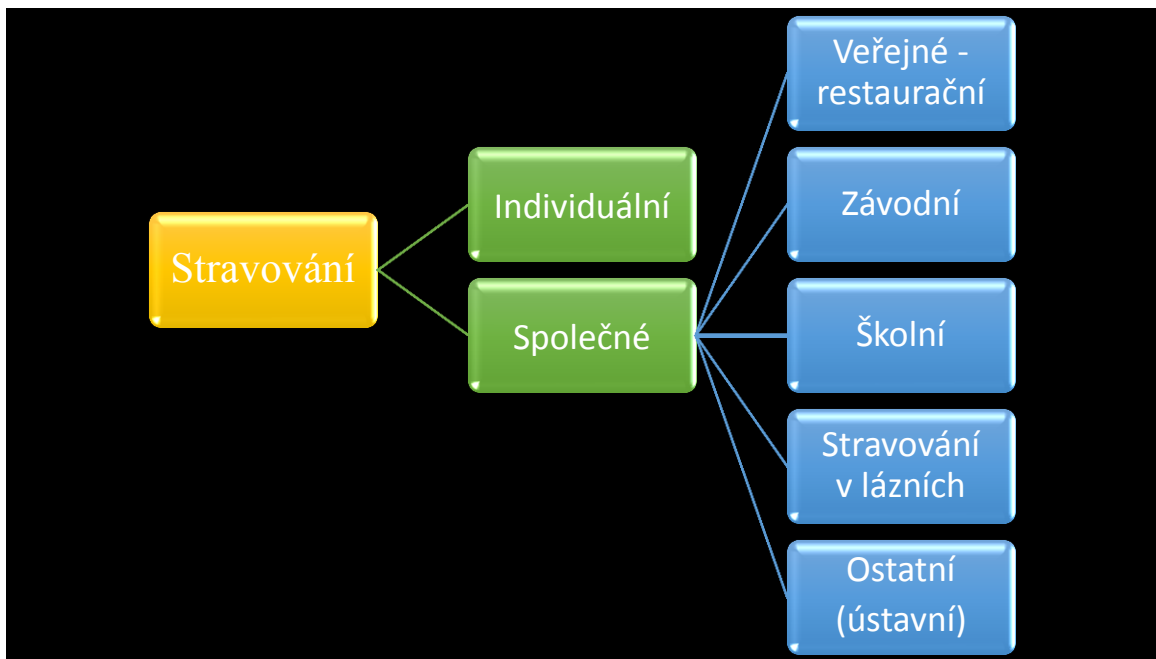 Stravování
Individuální
Společné
Veřejné -
restaurační
Závodní
Školní
Stravování
v lázních
Ostatní
(ústavní)